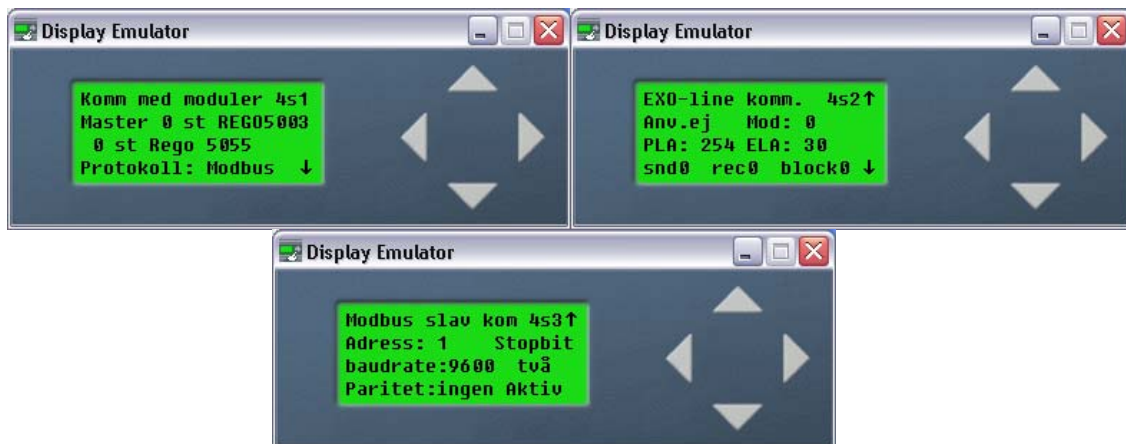 Display Emulator
Komm med moduler 4s1
Master 0 st REGO5003
0 st Rego 5055
Protokoll: Modbus ↓
Display Emulator
EXO-line komm. 4s2↑
Anv.ej Mod: 0
PLA: 254 ELA: 30
snd0 rec0 block0 ↓
Display Emulator
Modbus slav kom 4s3↑
Adress: 1 Stopbit
baudrate:9600 två
Paritet:ingen Aktiv